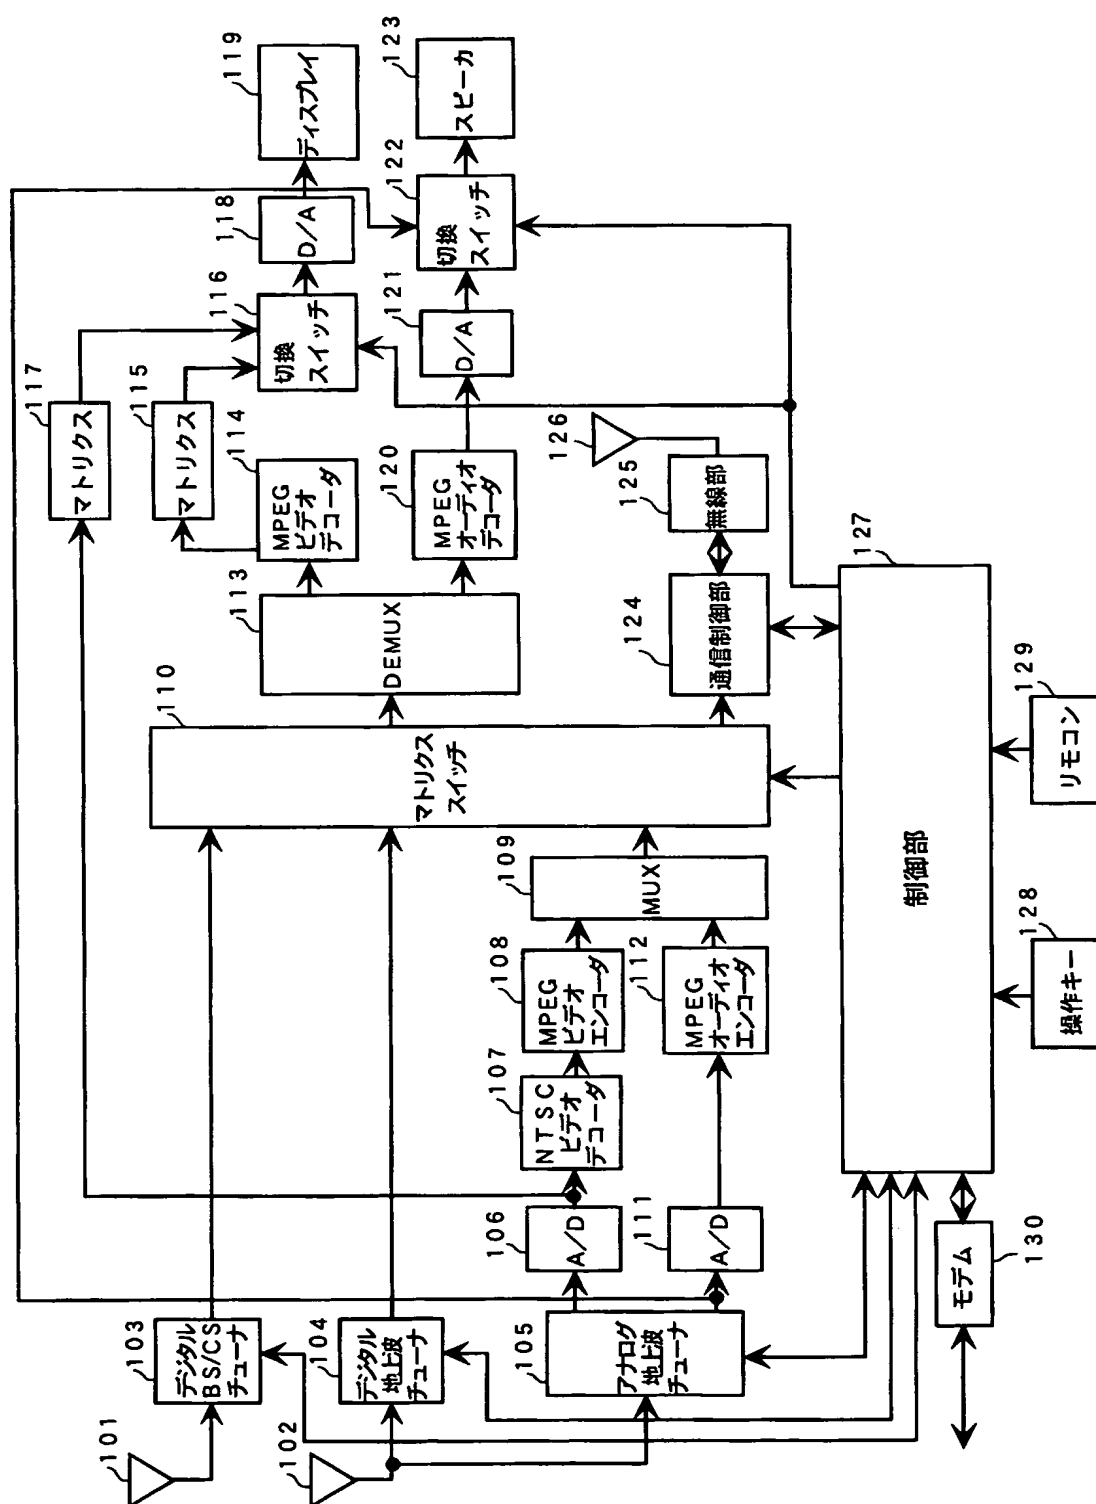 101
102
103
デジタル
BS/CS
チューナ
104
デジタル
地上波
チューナ
105
アナログ
地上波
チューナ
106
A/D
107
NTSC
ビデオ
デコーダ
108
MPEG
ビデオ
エンコーダ
109
MUX
110
マトリクス
スイッチ
111
A/D
112
MPEG
オーディオ
エンコーダ
113
DEMUX
114
MPEG
ビデオ
デコーダ
115
マトリクス
116
切換
スイッチ
117
マトリクス
118
D/A
119
ディスプレイ
120
MPEG
オーディオ
デコーダ
121
D/A
122
切換
スイッチ
123
スピーカ
124
通信制御部
125
無線部
126
127
制御部
128
操作キー
129
リモコン
130
モデム